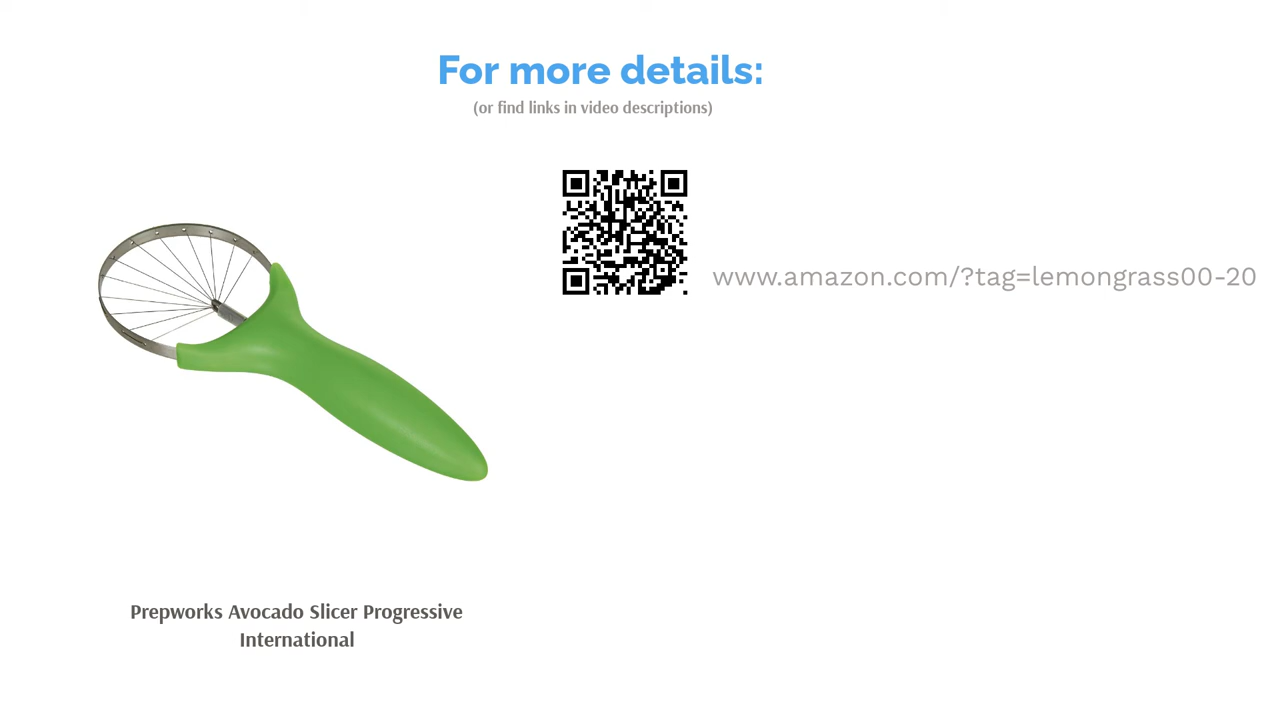 For more details:
(or find links in video descriptions)
www.amazon.com/?tag=lemongrass00-20
Prepworks Avocado Slicer Progressive
International